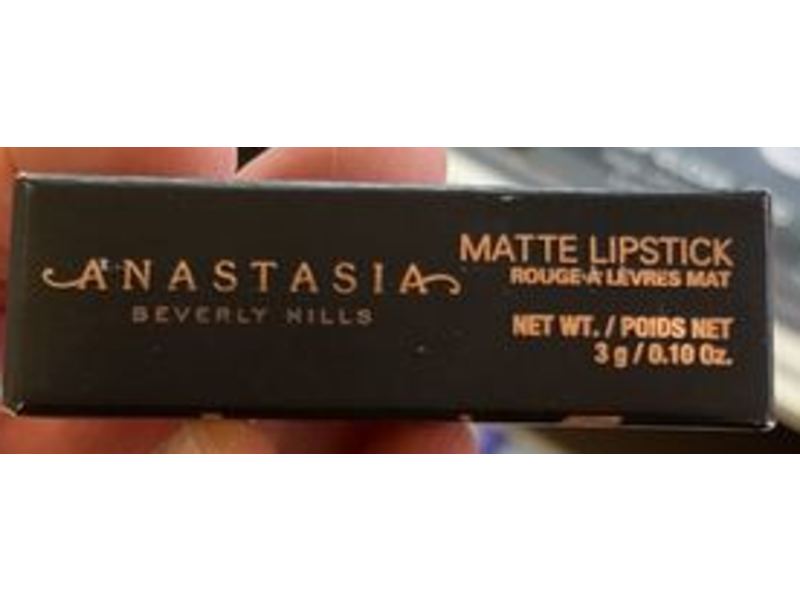 ANASTASIA
BEVERLY HILLS
MATTE LIPSTICK
ROUGE À LÈVRES MAT
NET WT. / POIDS NET
3 g / 0.10 Oz.